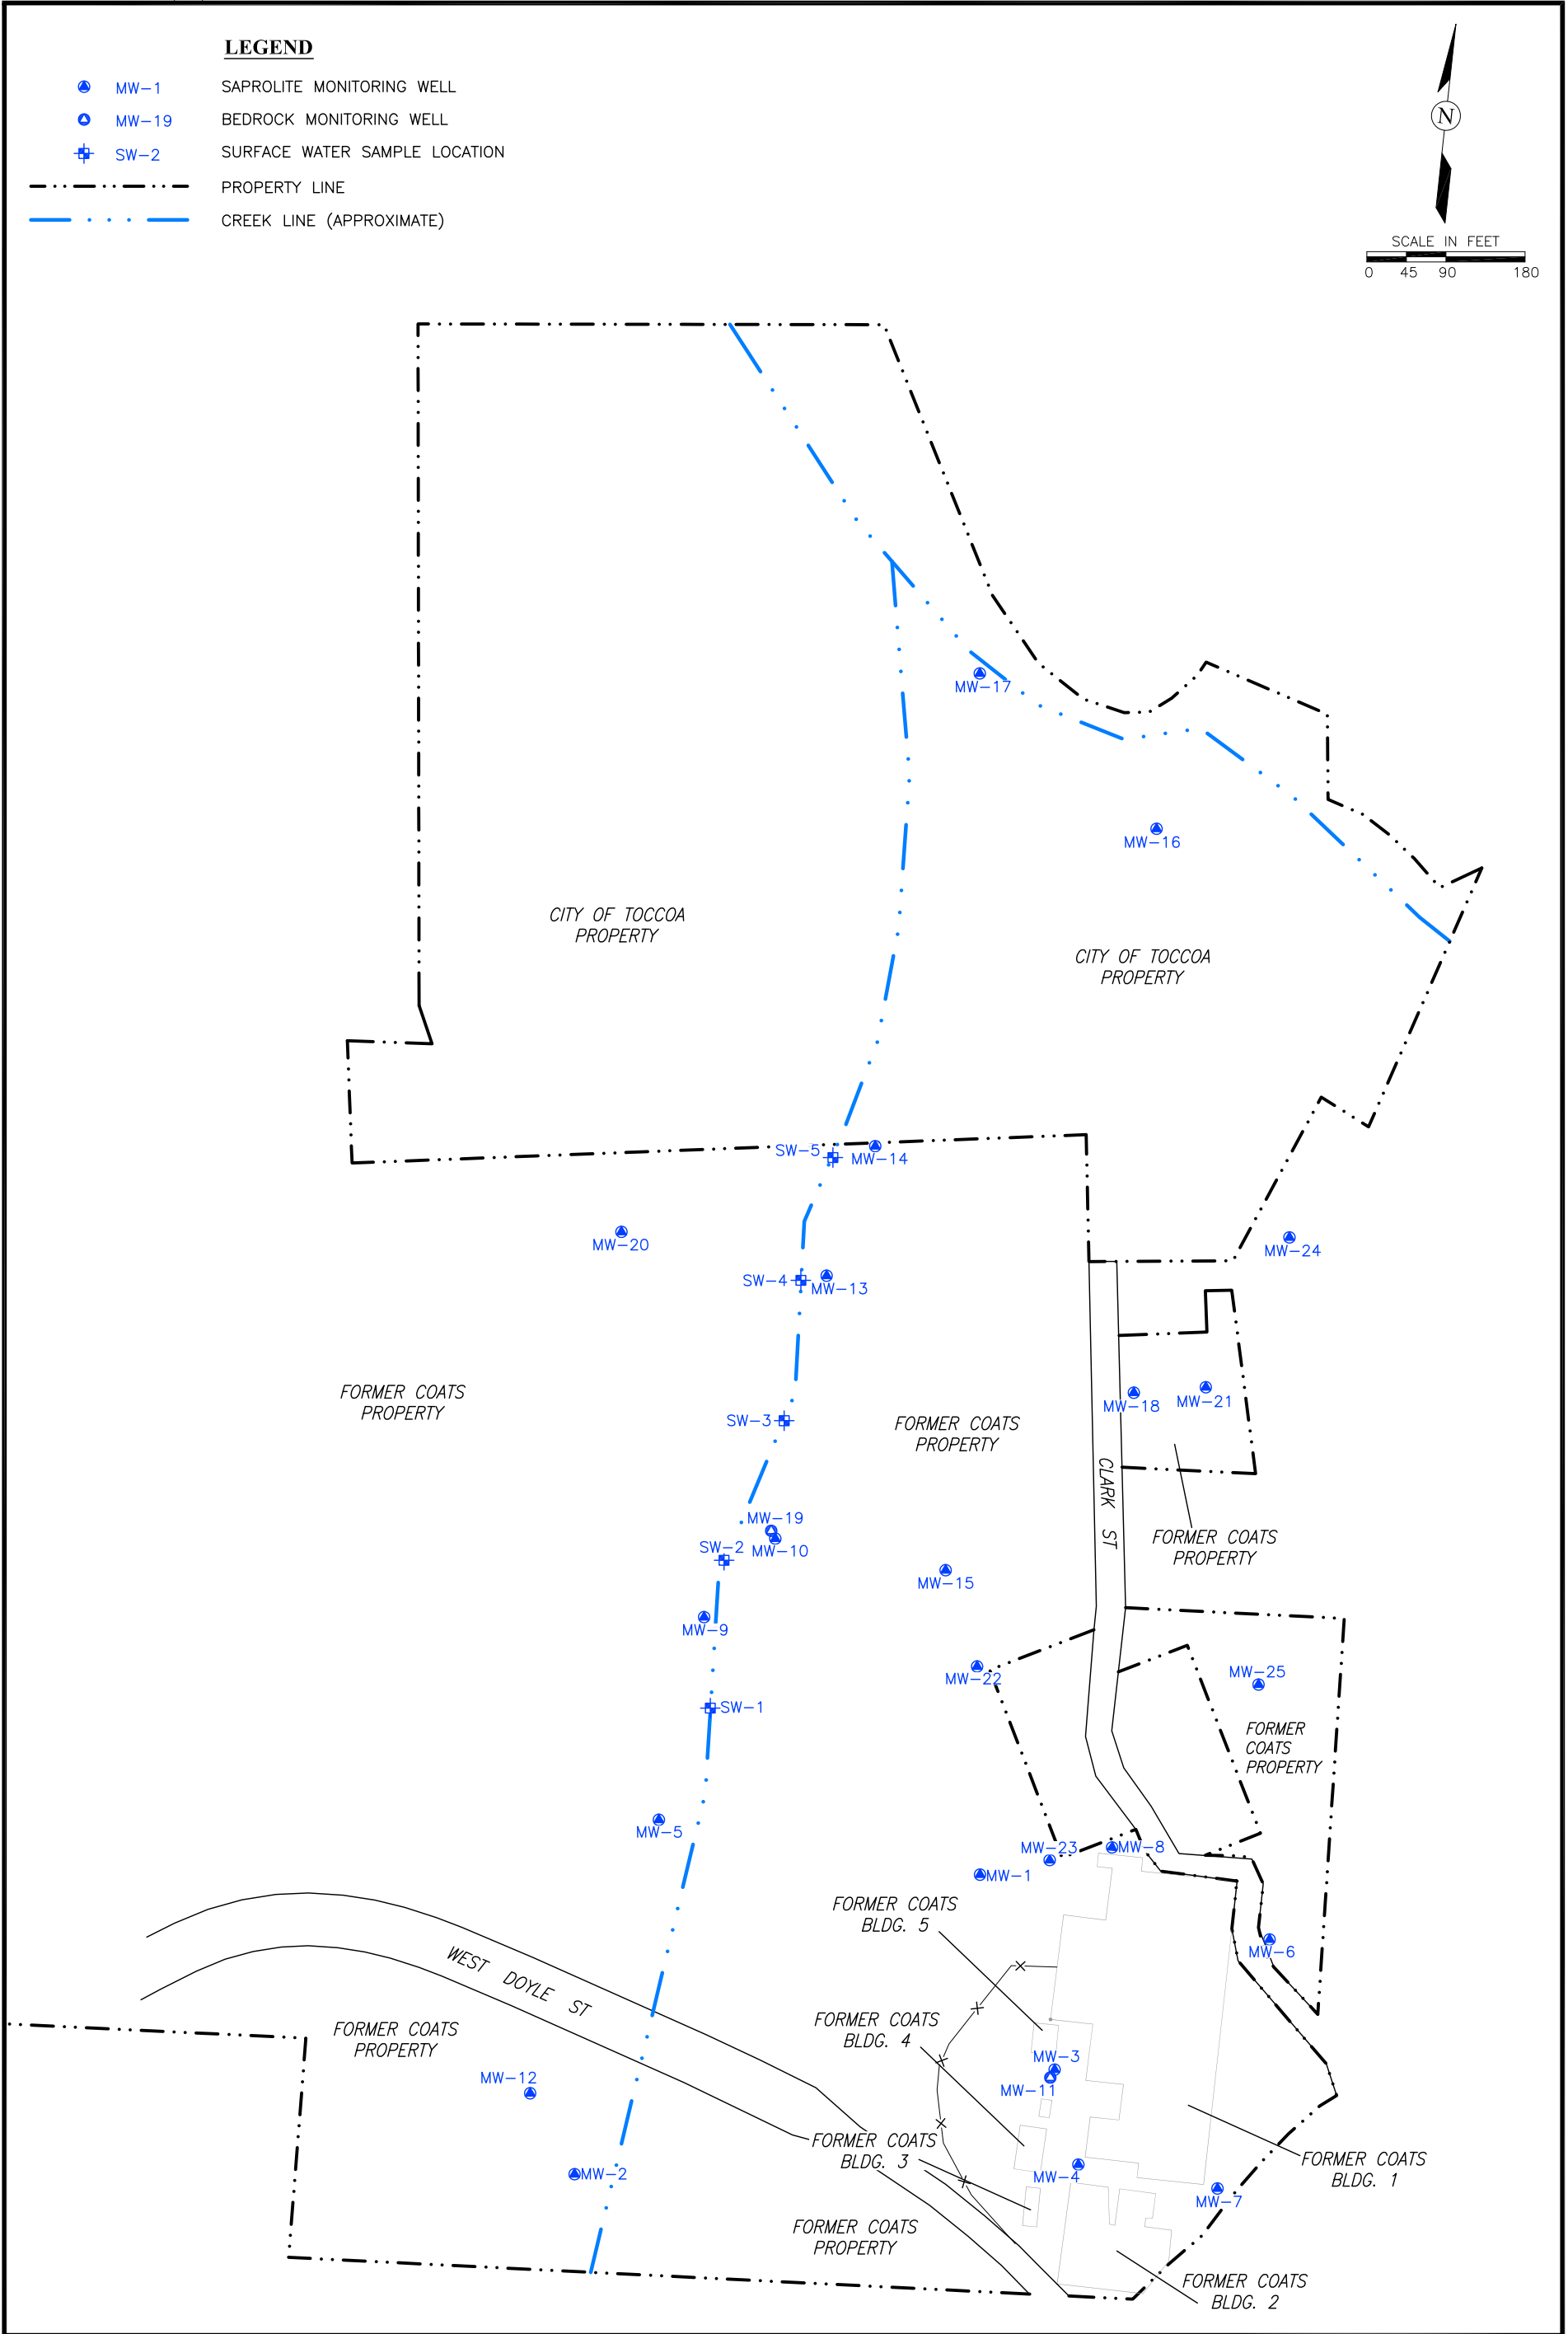 LEGEND
MW-1 SAPROLITE MONITORING WELL
MW-19 BEDROCK MONITORING WELL
SW-2 SURFACE WATER SAMPLE LOCATION
PROPERTY LINE
CREEK LINE (APPROXIMATE)
N
SCALE IN FEET
0 45 90 180
MW-17
MW-16
CITY OF TOCCOA
PROPERTY
CITY OF TOCCOA
PROPERTY
SW-5
MW-14
MW-20
MW-24
SW-4
MW-13
FORMER COATS
PROPERTY
MW-18
MW-21
SW-3
FORMER COATS
PROPERTY
CLARK ST
MW-19
MW-10
SW-2
FORMER COATS
PROPERTY
MW-15
MW-9
MW-22
MW-25
SW-1
FORMER
COATS
PROPERTY
MW-5
MW-23
MW-8
MW-1
FORMER COATS
BLDG. 5
MW-6
WEST DOYLE ST
FORMER COATS
PROPERTY
FORMER COATS
BLDG. 4
MW-3
MW-11
MW-12
FORMER COATS
BLDG. 3
MW-2
MW-4
FORMER COATS
BLDG. 1
MW-7
FORMER COATS
PROPERTY
FORMER COATS
BLDG. 2